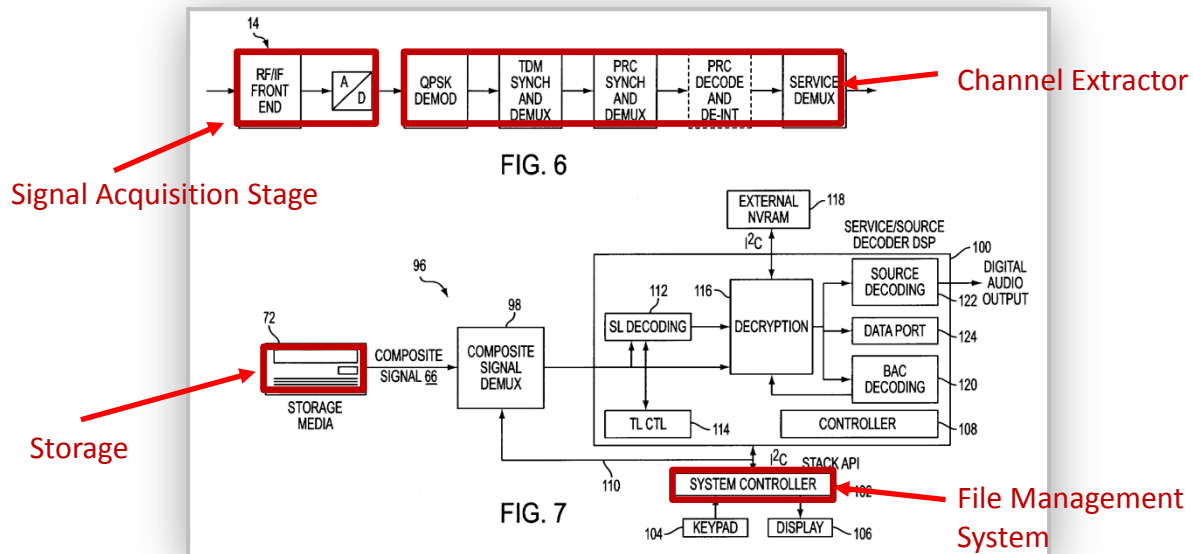 14
RF/IF
FRONT
END
A
D
QPSK
DEMOD
TDM
SYNCH
AND
DEMUX
PRC
SYNCH
AND
DEMUX
PRC
DECODE
AND
DE-INT
SERVICE
DEMUX
Channel Extractor
FIG. 6
Signal Acquisition Stage
EXTERNAL
NVRAM
118
I2C
SERVICE/SOURCE
DECODER DSP
100
96
98
112
116
SOURCE
DECODING
122
DIGITAL
AUDIO
OUTPUT
72
COMPOSITE
SIGNAL 66
COMPOSITE
SIGNAL
DEMUX
SL DECODING
DECRYPTION
DATA PORT
124
BAC
DECODING
120
STORAGE
MEDIA
Storage
TL CTL
114
CONTROLLER
108
110
I2C
STACK API
SYSTEM CONTROLLER
102
FIG. 7
104
KEYPAD
DISPLAY
106
File Management
System